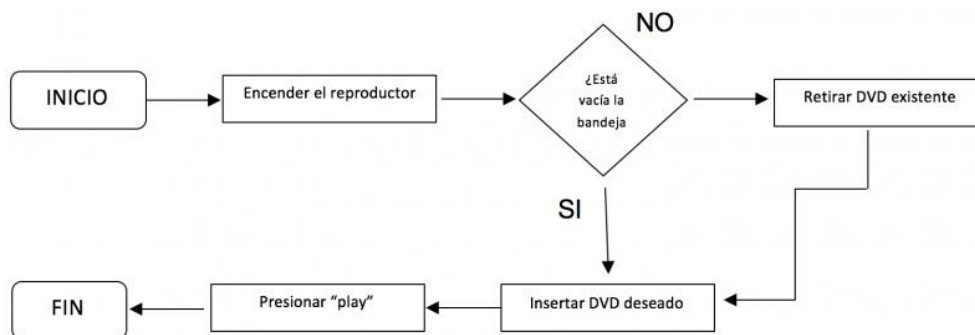 NO
INICIO
Encender el reproductor
¿Está
vacía la
bandeja
Retirar DVD existente
SI
FIN
Presionar “play”
Insertar DVD deseado